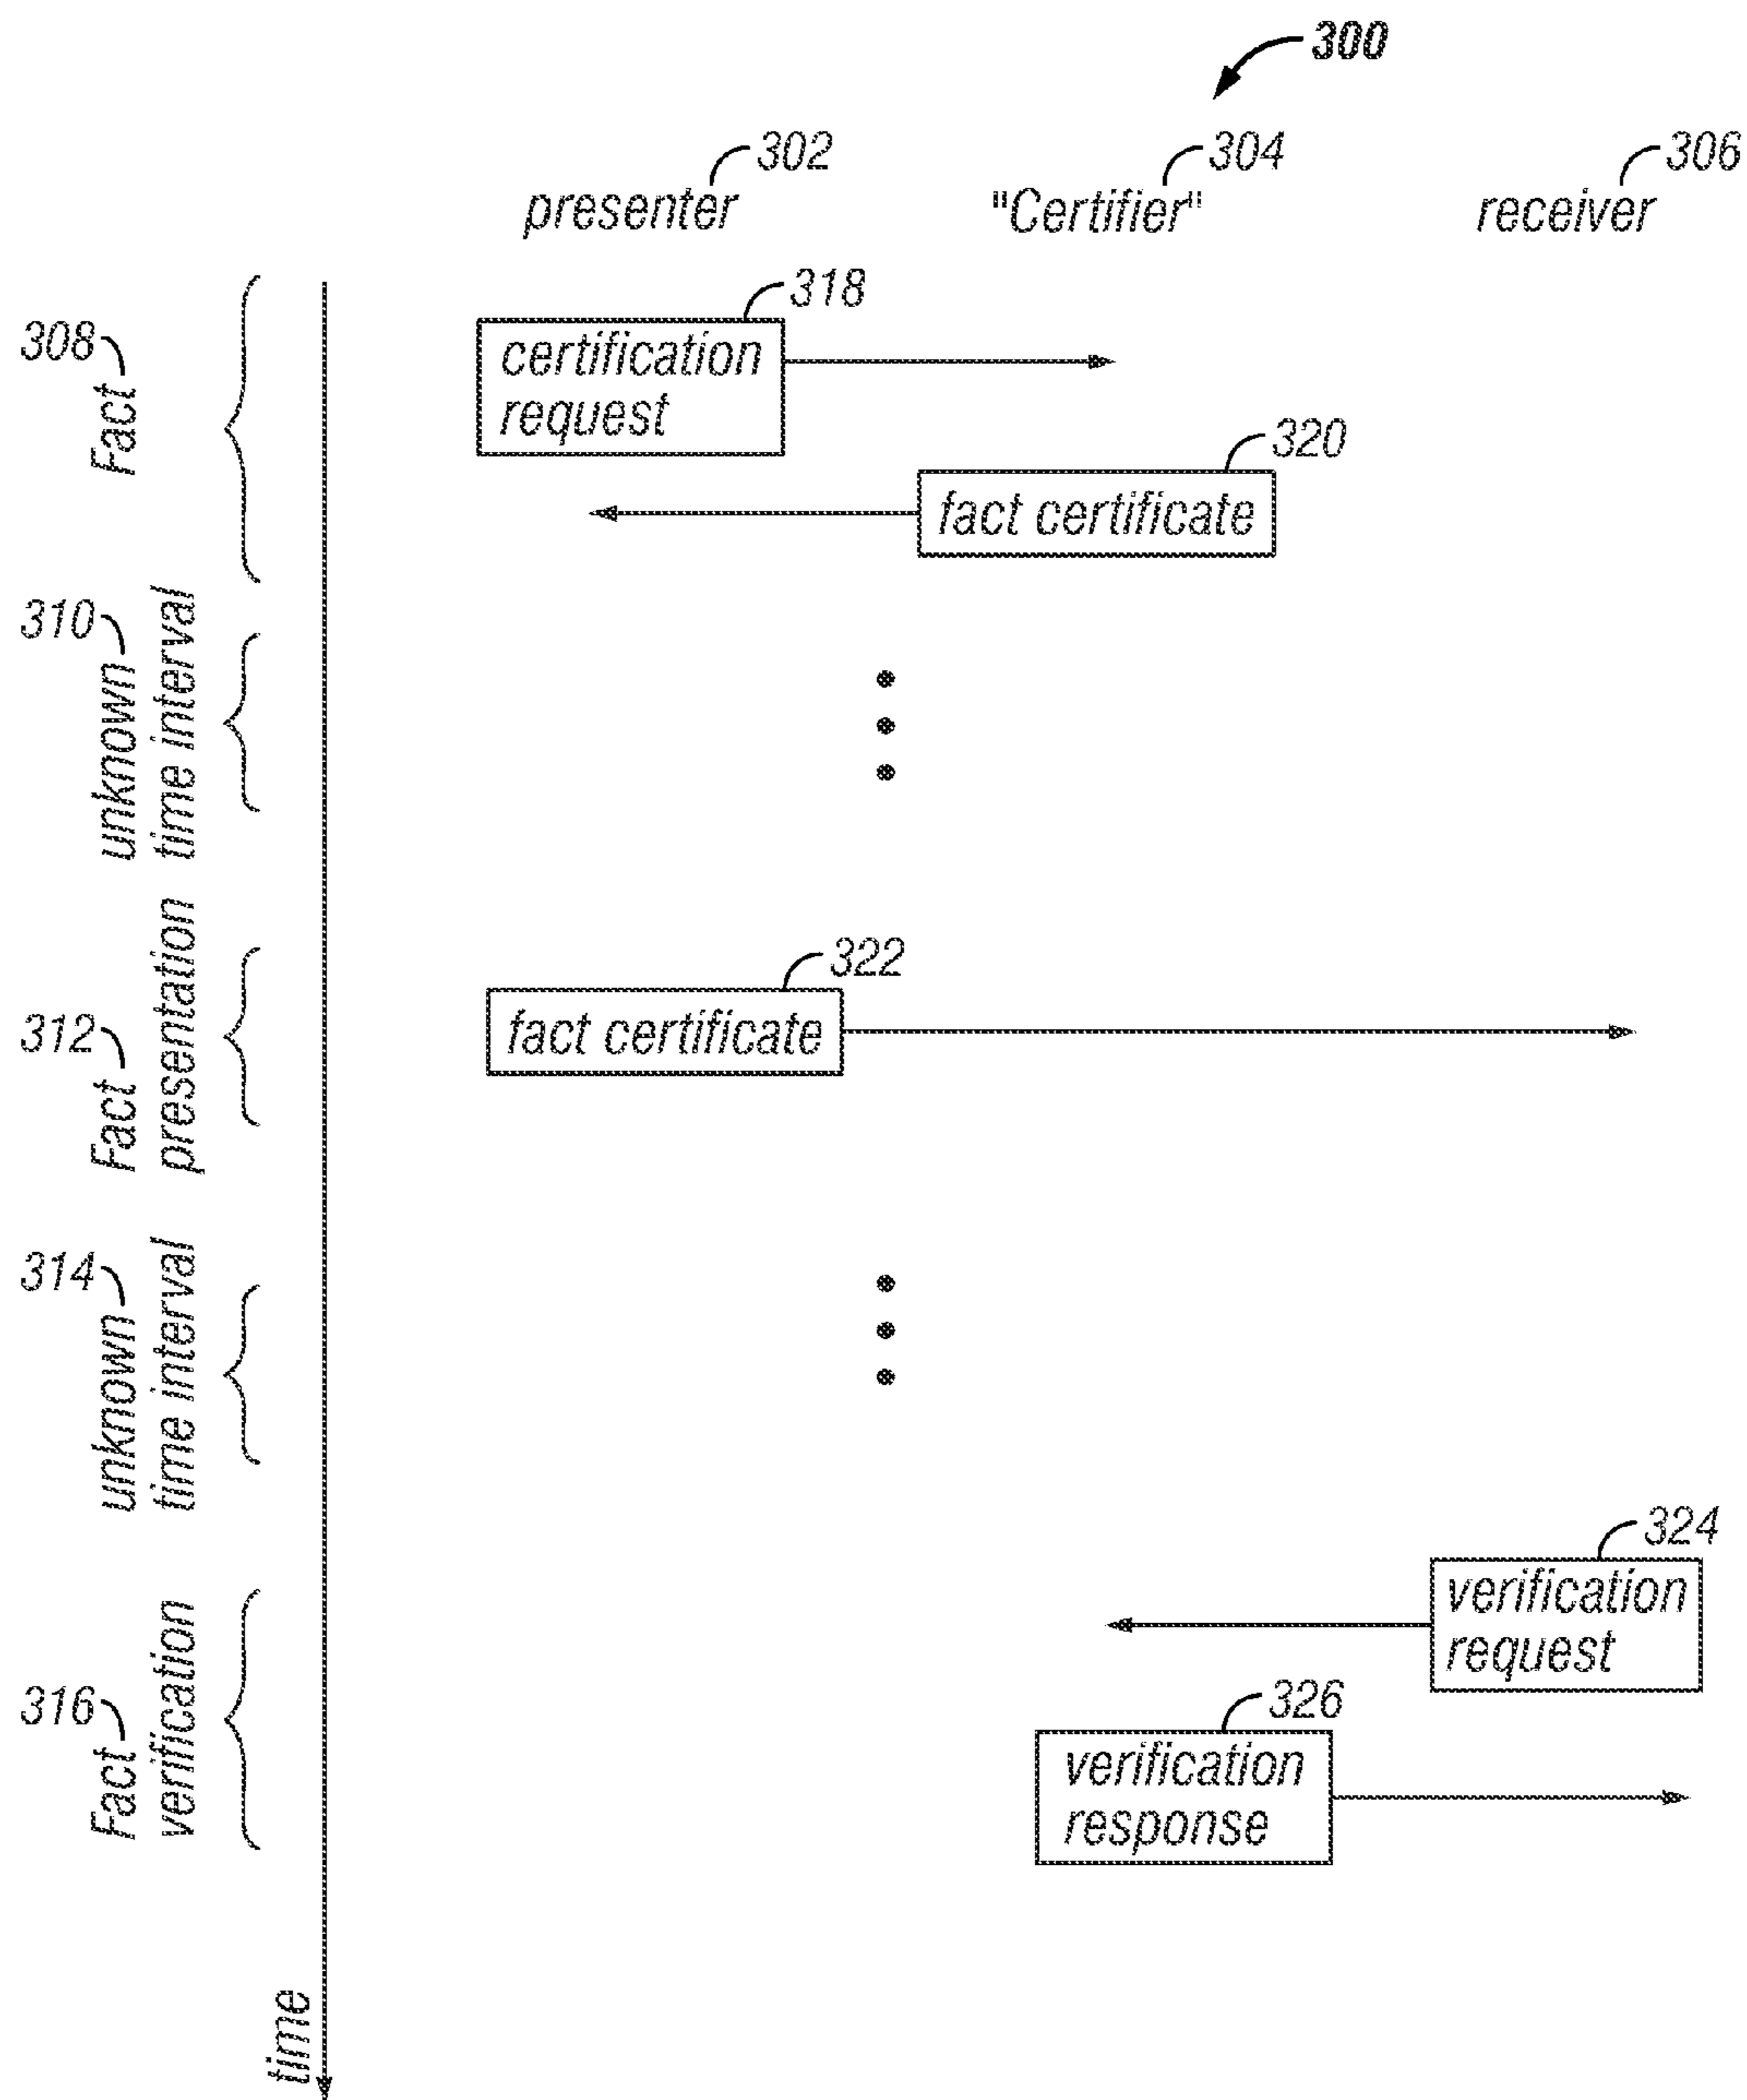 300
302
304
306
presenter
"Certifier"
receiver
318
308
Fact
certification
request
320
fact certificate
310
unknown
time interval
322
312
Fact
presentation
fact certificate
314
unknown
time interval
324
verification
request
316
Fact
verification
326
verification
response
time